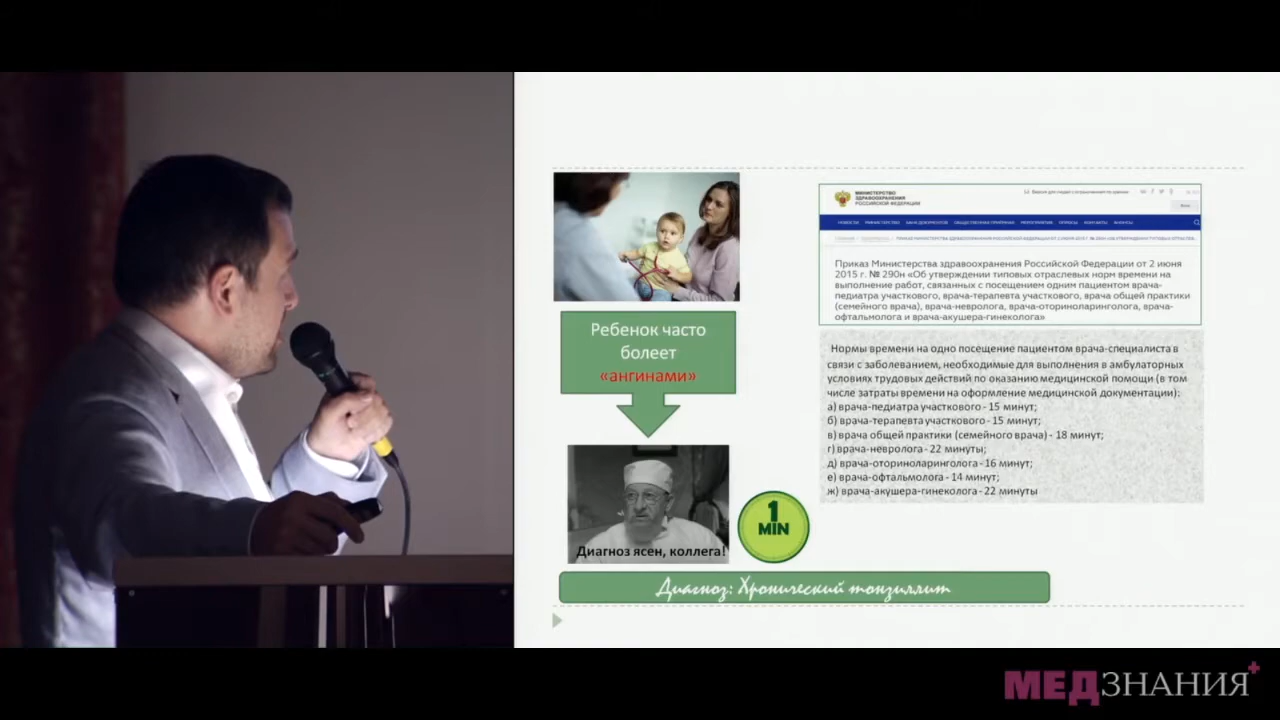 Ребенок часто
болеет
«ангинами»
Диагноз ясен, коллега!
1
MIN
Диагноз: Хронический тонзиллит
МИНИСТЕРСТВО
ЗДРАВООХРАНЕНИЯ
РОССИЙСКОЙ ФЕДЕРАЦИИ
Приказ Министерства здравоохранения Российской Федерации от 2 июня
2015 г. № 290н «Об утверждении типовых отраслевых норм времени на
выполнение работ, связанных с посещением одним пациентом врача-
педиатра участкового, врача-терапевта участкового, врача общей практики
(семейного врача), врача-невролога, врача-оториноларинголога, врача-
офтальмолога и врача-акушера-гинеколога»
Нормы времени на одно посещение пациентом врача-специалиста в
связи с заболеванием, необходимые для выполнения в амбулаторных
условиях трудовых действий по оказанию медицинской помощи (в том
числе затраты времени на оформление медицинской документации):
а) врача-педиатра участкового - 15 минут;
б) врача-терапевта участкового - 15 минут;
в) врача общей практики (семейного врача) - 18 минут;
г) врача-невролога - 22 минуты;
д) врача-оториноларинголога - 16 минут;
е) врача-офтальмолога - 14 минут;
ж) врача-акушера-гинеколога - 22 минуты
МЕДЗНАНИЯ+